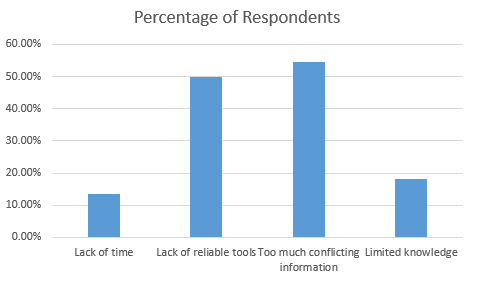 Percentage of Respondents
60.00%
50.00%
40.00%
30.00%
20.00%
10.00%
0.00%
Lack of time
Lack of reliable tools
Too much conflicting
information
Limited knowledge